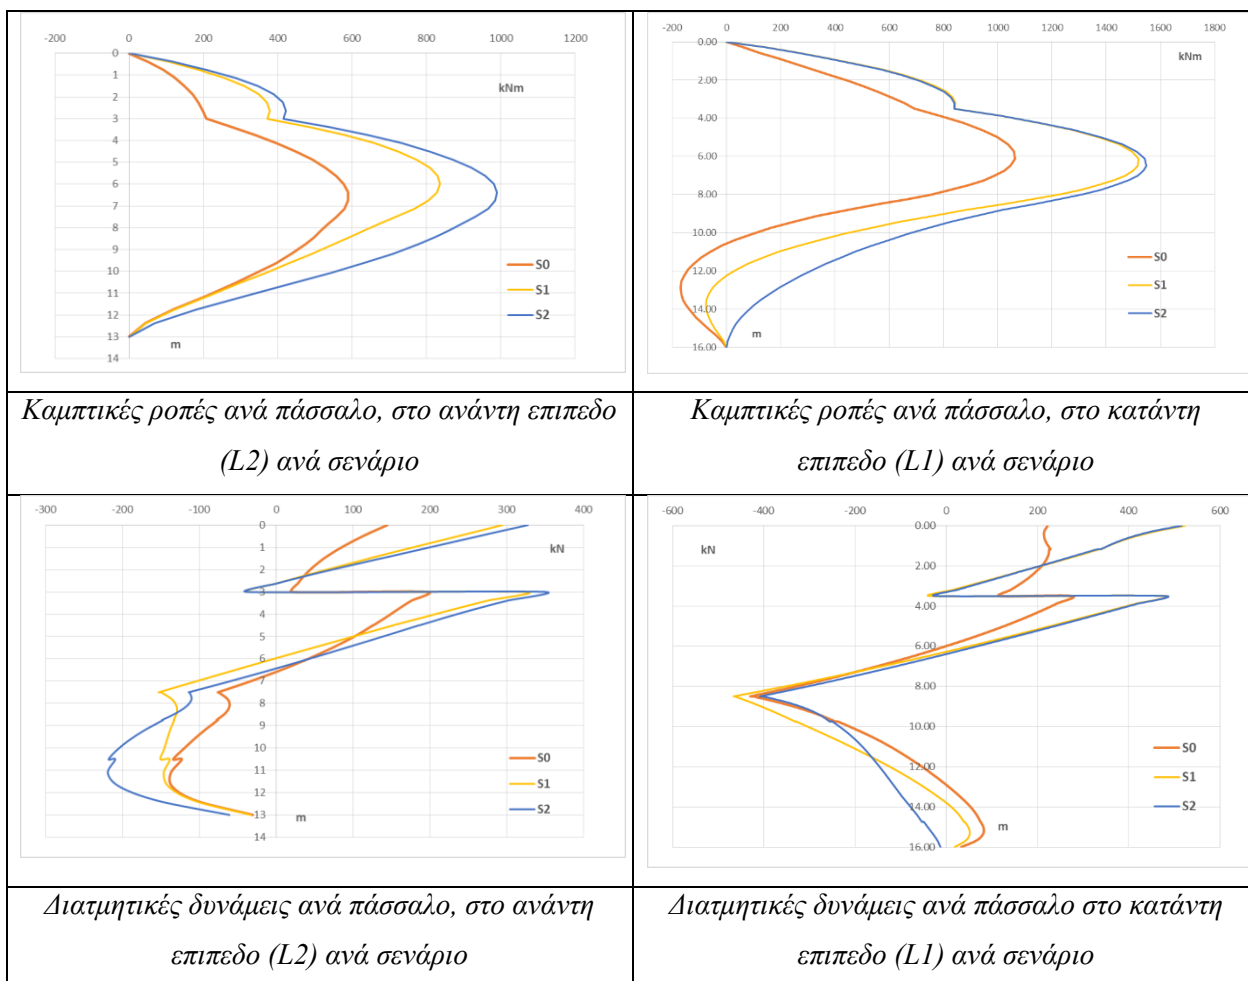 -200 0 200 400 600 800 1000 1200
0
1
2
3
4
5
6
7
8
9
10
11
12
13
14
kNm
S0
S1
S2
m
-200 0 200 400 600 800 1000 1200 1400 1600 1800
0.00
2.00
4.00
6.00
8.00
10.00
12.00
14.00
16.00
kNm
S0
S1
S2
m
Καμπτικές ροπές ανά πάσσαλο, στο ανάντη επιπεδο
(L2) ανά σενάριο
Καμπτικές ροπές ανά πάσσαλο, στο κατάντη
επιπεδο (L1) ανά σενάριο
-300 -200 -100 0 100 200 300 400
0
1
2
3
4
5
6
7
8
9
10
11
12
13
14
kN
S0
S1
S2
m
-600 -400 -200 0 200 400 600
0.00
2.00
4.00
6.00
8.00
10.00
12.00
14.00
16.00
kN
S0
S1
S2
m
Διατμητικές δυνάμεις ανά πάσσαλο, στο ανάντη
επιπεδο (L2) ανά σενάριο
Διατμητικές δυνάμεις ανά πάσσαλο στο κατάντη
επιπεδο (L1) ανά σενάριο